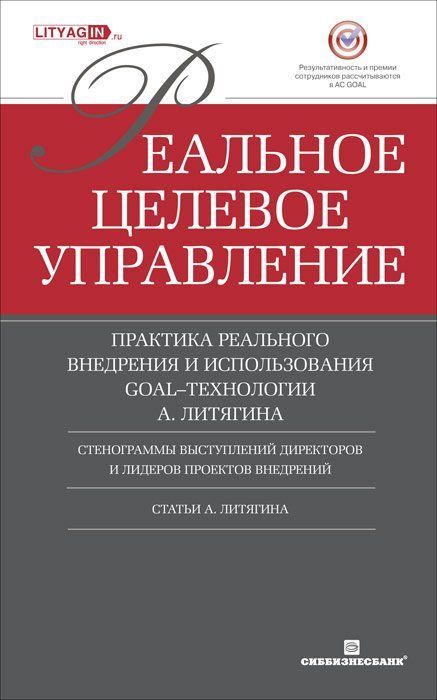 LITYAGIN.ru
right direction
Результативность и премии
сотрудников рассчитываются
в АС GOAL
РЕАЛЬНОЕ
ЦЕЛЕВОЕ
УПРАВЛЕНИЕ
ПРАКТИКА РЕАЛЬНОГО
ВНЕДРЕНИЯ И ИСПОЛЬЗОВАНИЯ
GOAL–ТЕХНОЛОГИИ
А. ЛИТЯГИНА
СТЕНОГРАММЫ ВЫСТУПЛЕНИЙ ДИРЕКТОРОВ
И ЛИДЕРОВ ПРОЕКТОВ ВНЕДРЕНИЙ
СТАТЬИ А. ЛИТЯГИНА
СИББИЗНЕСБАНК®